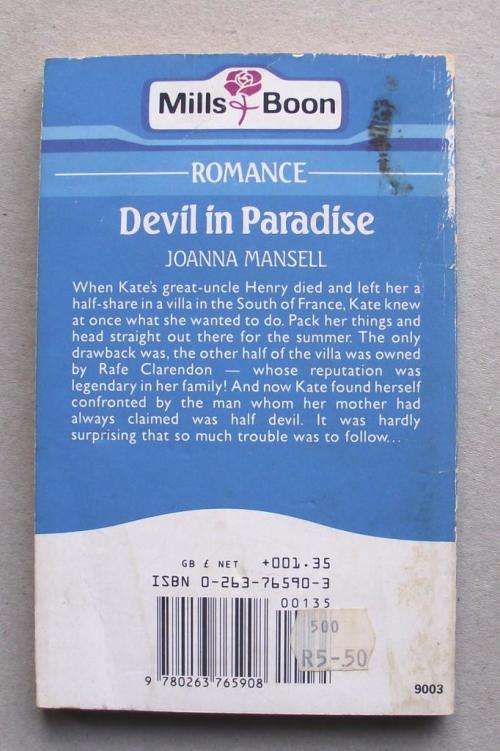 Mills & Boon
ROMANCE
Devil in Paradise
JOANNA MANSELL
When Kate's great-uncle Henry died and left her a
half-share in a villa in the South of France, Kate knew
at once what she wanted to do. Pack her things and
head straight out there for the summer. The only
drawback was, the other half of the villa was owned
by Rafe Clarendon — whose reputation was
legendary in her family! And now Kate found herself
confronted by the man whom her mother had
always claimed was half devil. It was hardly
surprising that so much trouble was to follow...
GB £ NET +001.35
ISBN 0-263-76590-3
00135
500
R5-50
9 780263 765908
9003